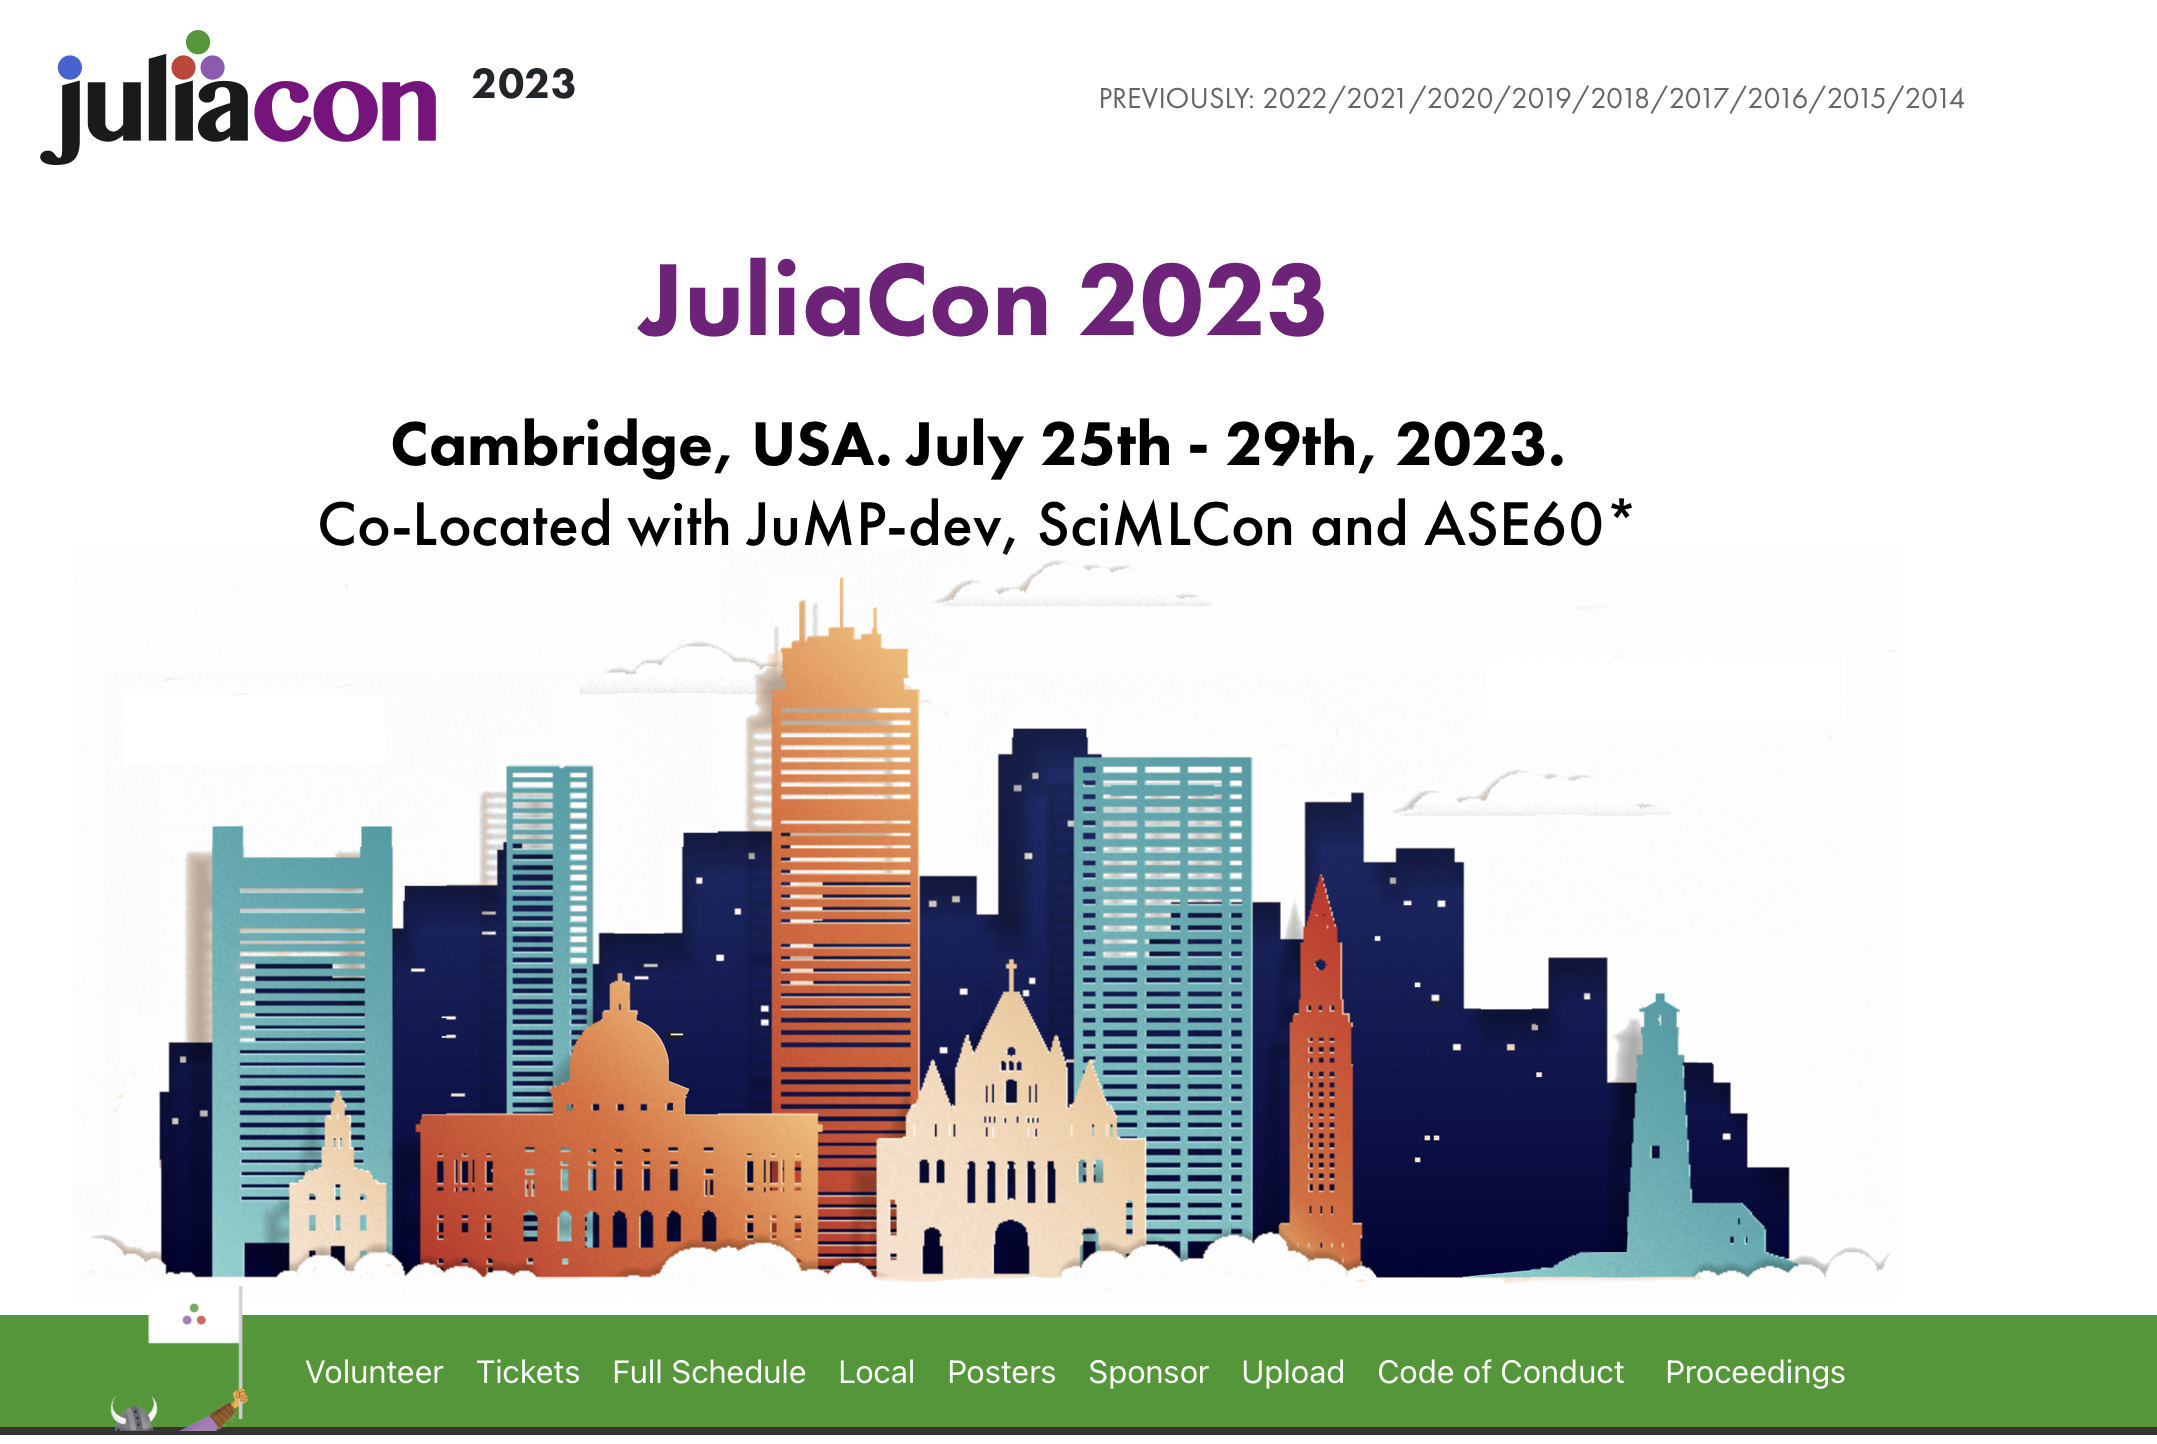 juliacon 2023
PREVIOUSLY: 2022/2021/2020/2019/2018/2017/2016/2015/2014
JuliaCon 2023
Cambridge, USA. July 25th - 29th, 2023.
Co-Located with JuMP-dev, SciMLCon and ASE60*
Volunteer Tickets Full Schedule Local Posters Sponsor Upload Code of Conduct Proceedings